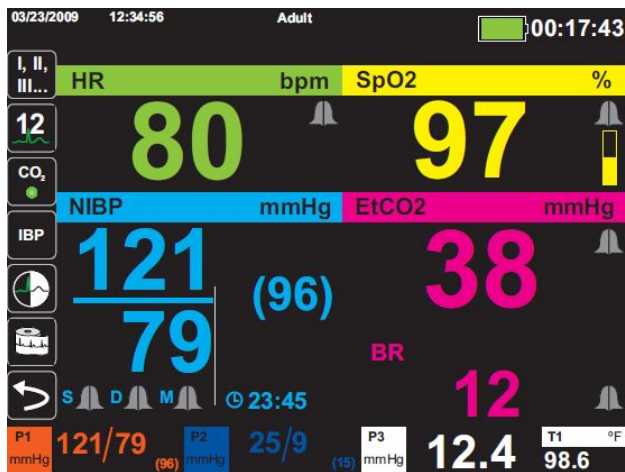 03/23/2009 12:34:56 Adult 00:17:43
I, II,
III...
HR bpm SpO2 %
12
80 97
CO₂
NIBP mmHg EtCO2 mmHg
IBP
121 38
(96)
79
BR
S D M 23:45 12
P1 121/79 P2 25/9 P3 12.4 T1 °F
mmHg (96) mmHg (15) mmHg 98.6